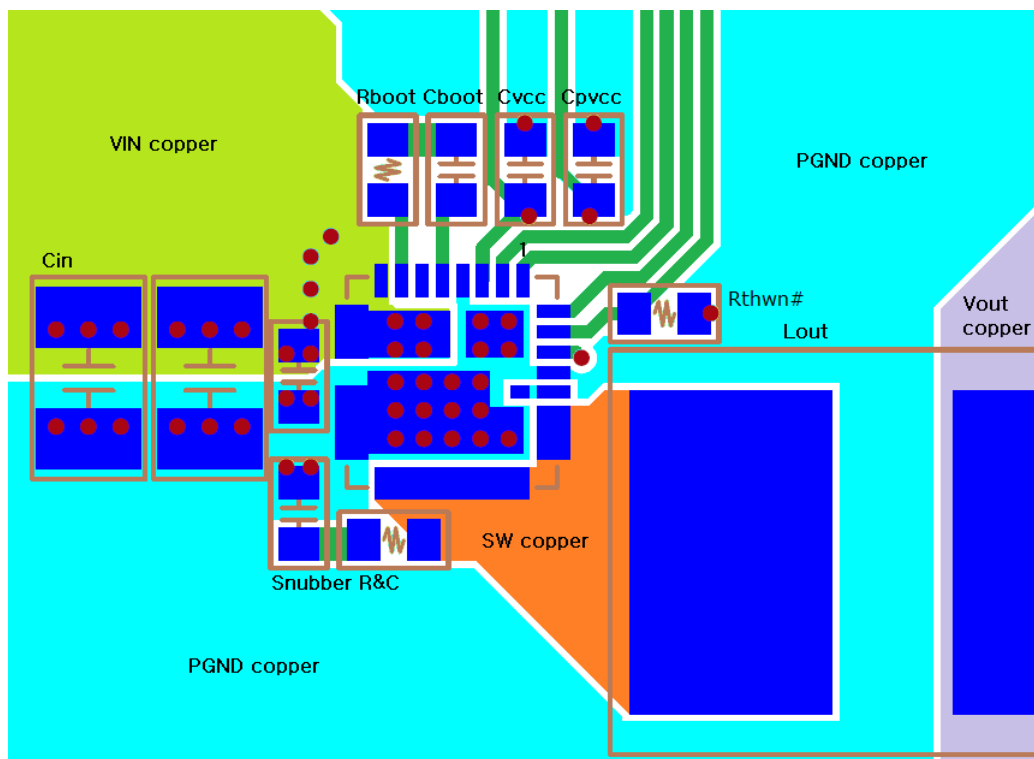 Rboot Cboot Cvcc Cpvcc
VIN copper
PGND copper
1
Cin
Rthwn#
Vout
copper
Lout
SW copper
Snubber R&C
PGND copper